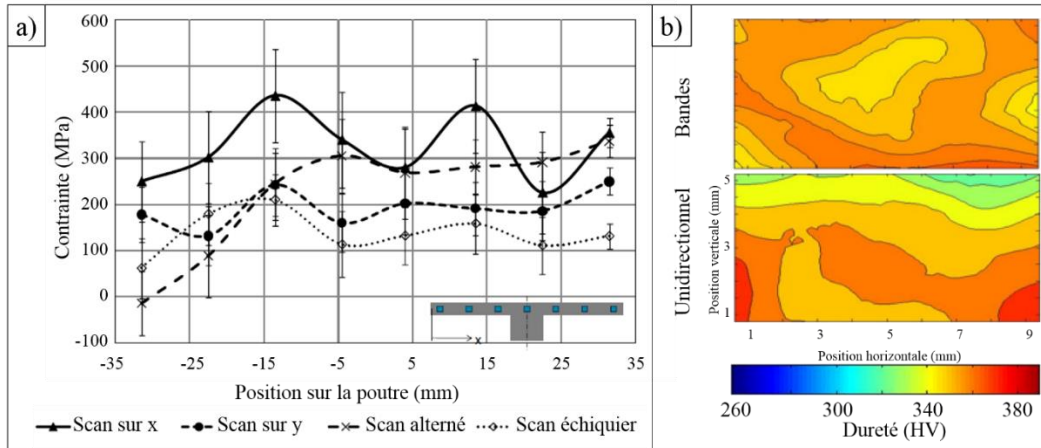 a)
600
500
400
300
200
100
0
-100
Contrainte (MPa)
-35 -25 -15 -5 5 15 25 35
Position sur la poutre (mm)
x
Scan sur x Scan sur y Scan alterné Scan échiquier
b)
Bandes
Unidirectionnel
Position verticale (mm)
5
3
1
1 3 5 7 9
Position horizontale (mm)
260 300 340 380
Dureté (HV)